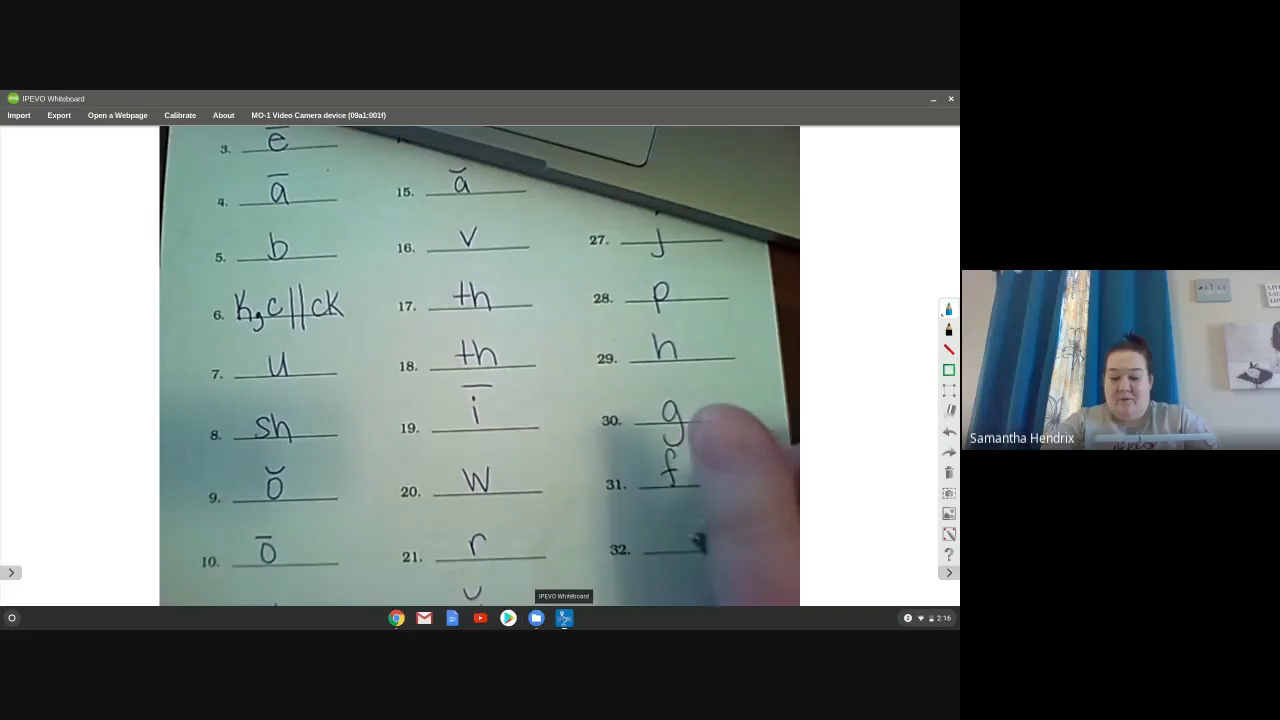 IPEVO Whiteboard
Import Export Open a Webpage Calibrate About MO-1 Video Camera device (09a1:001f)
3. ē
4. ā
5. b
6. K,c||ck
7. u
8. sh
9. ŏ
10. ō
15. ă
16. v
17. th
18. th
19. ī
20. W
21. r
27. j
28. p
29. h
30. g
31. f
32.
IPEVO Whiteboard
2:16
Samantha Hendrix